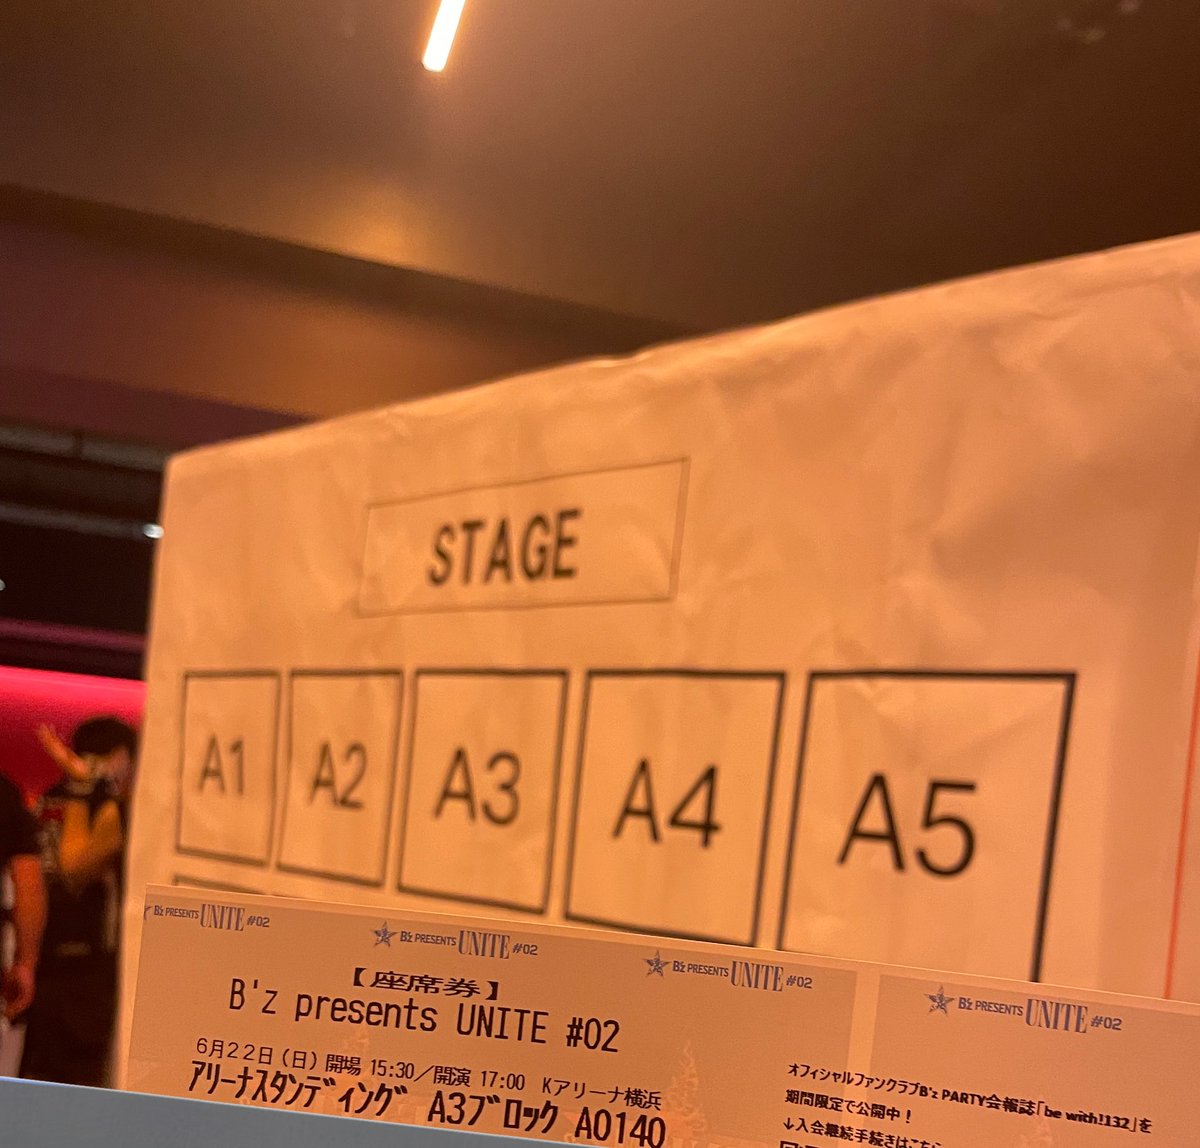 STAGE
A1 A2 A3 A4 A5
B'z PRESENTS UNITE #02
B'z PRESENTS UNITE #02
B'z PRESENTS UNITE #02
B'z PRESENTS UNITE #02
【座席券】
B'z presents UNITE #02
6月22日(日) 開場 15:30/開演 17:00 Kアリーナ横浜
アリーナスタンディング A3ブロック A0140
オフィシャルファンクラブB'z PARTY会報誌「be with!132」を
期間限定で公開中!
↓入会継続手続きはこちら